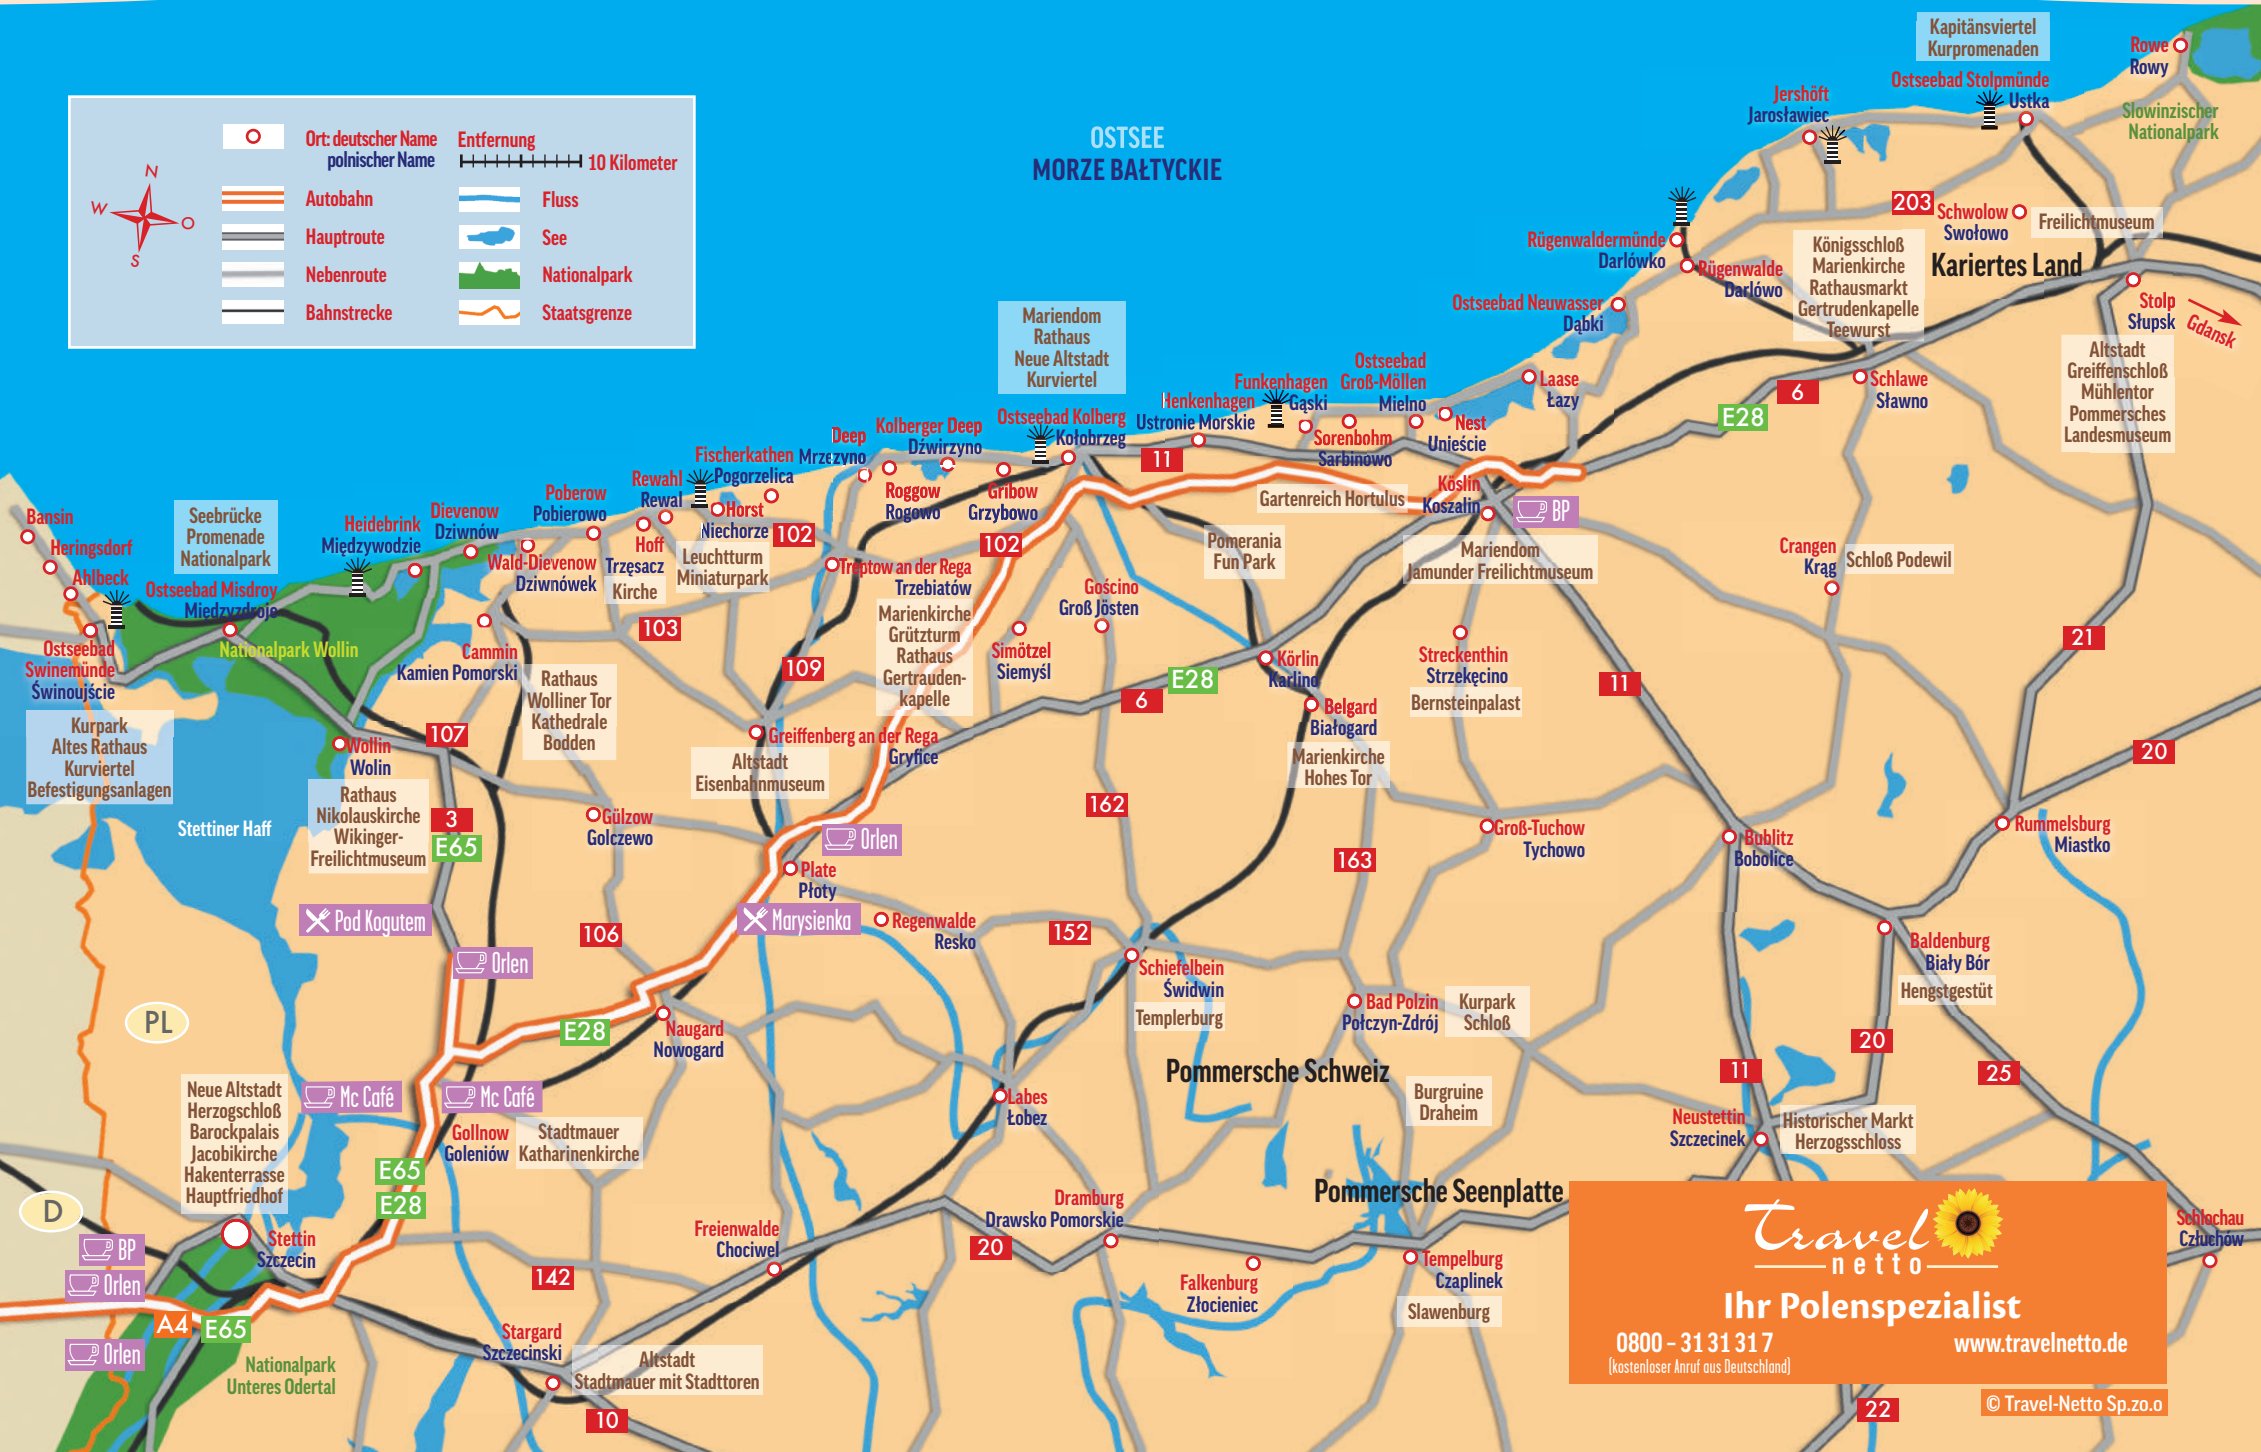 Kapitänsviertel
Kurpromenaden
Rowe
Rowy
Ostseebad Stolpmünde
Ustka
Jershöft
Jarosławiec
Slowinzischer
Nationalpark
OSTSEE
MORZE BAŁTYCKIE
N
W
O
S
Ort: deutscher Name
polnischer Name
Entfernung
10 Kilometer
Autobahn
Fluss
Hauptroute
See
Nebenroute
Nationalpark
Bahnstrecke
Staatsgrenze
203
Schwolow
Swołowo
Freilichtmuseum
Rügenwaldermünde
Darłówko
Rügenwalde
Darłówo
Königsschloß
Marienkirche
Rathausmarkt
Gertrudenkapelle
Teewurst
Kariertes Land
Stolp
Słupsk
Gdansk
Ostseebad Neuwasser
Dąbki
Altstadt
Greiffenschloß
Mühlentor
Pommersches
Landesmuseum
Mariendom
Rathaus
Neue Altstadt
Kurviertel
Ostseebad
Groß-Möllen
Mielno
Laase
Łazy
Schlawe
Sławno
6
E28
Funkenhagen
Gąski
Henkenhagen
Ustronie Morskie
Ostseebad Kolberg
Kołobrzeg
Nest
Unieście
Sorenbohm
Sarbinowo
11
Kolberger Deep
Dźwirzyno
Deep
Mrzeżyno
Fischerkathen
Pogorzelica
Rewahl
Rewal
Horst
Niechorze
102
Roggow
Rogowo
Gribow
Grzybowo
Gartenreich Hortulus
Köslin
Koszalin
BP
Poberow
Pobierowo
Dievenow
Dziwnów
Heidebrink
Międzywodzie
Seebrücke
Promenade
Nationalpark
Bansin
Heringsdorf
Ahlbeck
Ostseebad Misdroy
Międzyzdroje
Hoff
Trzęsacz
Kirche
Leuchtturm
Miniaturpark
Wald-Dievenow
Dziwnówek
102
Treptow an der Rega
Trzebiatów
Marienkirche
Grützturm
Rathaus
Gertrauden-
kapelle
Gościno
Groß Jösten
Pomerania
Fun Park
Mariendom
Jamunder Freilichtmuseum
Crangen
Krąg
Schloß Podewil
Ostseebad
Swinemünde
Świnoujście
Nationalpark Wollin
Cammin
Kamien Pomorski
103
Simötzel
Siemyśl
Körlin
Karlino
Streckenthin
Strzekęcino
Bernsteinpalast
21
11
Kurpark
Altes Rathaus
Kurviertel
Befestigungsanlagen
Rathaus
Wolliner Tor
Kathedrale
Bodden
109
6
E28
Belgard
Białogard
Marienkirche
Hohes Tor
20
Wollin
Wolin
107
Greiffenberg an der Rega
Gryfice
Altstadt
Eisenbahnmuseum
Rathaus
Nikolauskirche
Wikinger-
Freilichtmuseum
3
E65
Stettiner Haff
Gülzow
Golczewo
Orlen
162
163
Groß-Tuchow
Tychowo
Bublitz
Bobolice
Rummelsburg
Miastko
Plate
Płoty
Marysienka
Regenwalde
Resko
Pod Kogutem
106
152
Orlen
Schiefelbein
Świdwin
Templerburg
Baldenburg
Biały Bór
Hengstgestüt
PL
E28
Naugard
Nowogard
Bad Polzin
Połczyn-Zdrój
Kurpark
Schloß
20
11
25
Pommersche Schweiz
Neue Altstadt
Herzogschloß
Barockpalais
Jacobikirche
Hakenterrasse
Hauptfriedhof
Mc Café
Mc Café
Gollnow
Goleniów
Stadtmauer
Katharinenkirche
Labes
Łobez
Burgruine
Draheim
Neustettin
Szczecinek
Historischer Markt
Herzogsschloss
E65
E28
D
Pommersche Seenplatte
Dramburg
Drawsko Pomorskie
Freienwalde
Chociwel
20
Stettin
Szczecin
BP
Orlen
142
Falkenburg
Złocieniec
Tempelburg
Czaplinek
Slawenburg
Schlochau
Człuchów
A4
E65
Orlen
Nationalpark
Unteres Odertal
Stargard
Szczecinski
Altstadt
Stadtmauer mit Stadttoren
10
Travel
netto
Ihr Polenspezialist
0800 – 31 31 31 7
(kostenloser Anruf aus Deutschland)
www.travelnetto.de
22
© Travel-Netto Sp.zo.o